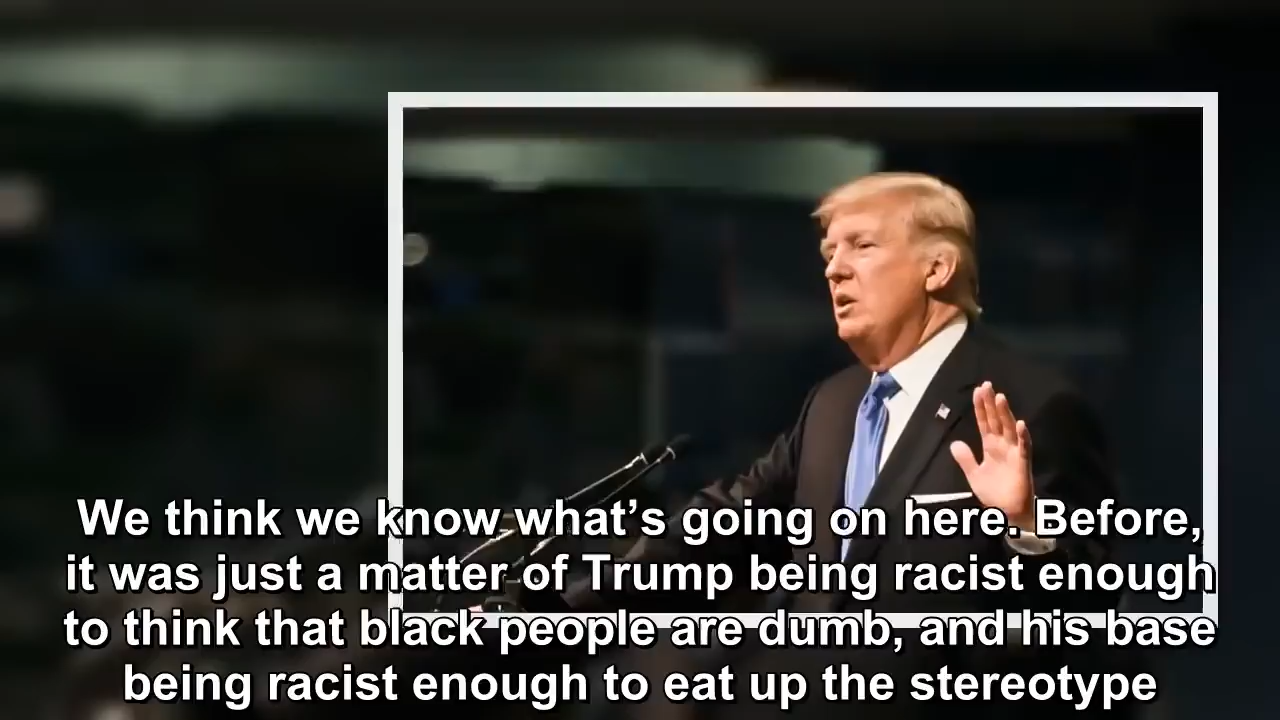 We think we know what’s going on here. Before,
it was just a matter of Trump being racist enough
to think that black people are dumb, and his base
being racist enough to eat up the stereotype